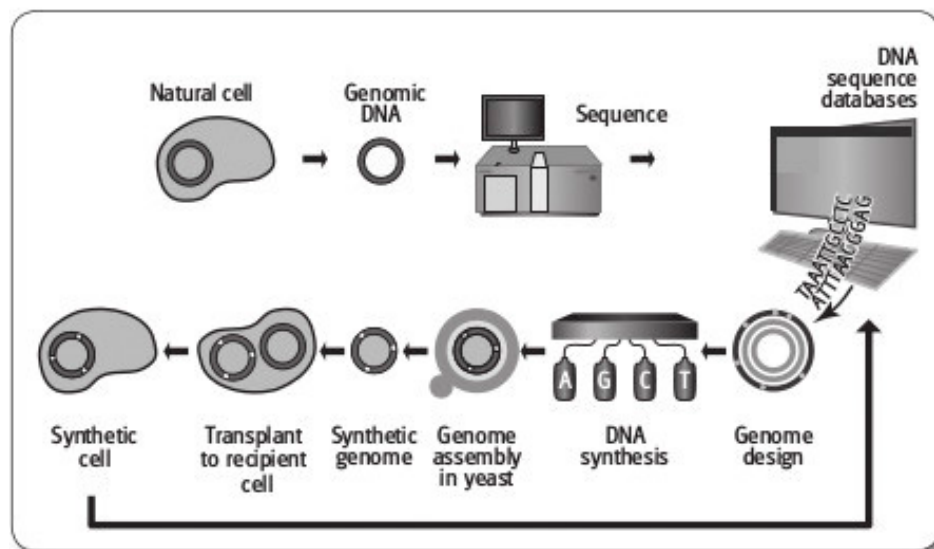 DNA
sequence
databases
Natural cell
Genomic
DNA
Sequence
TAAATTGCCTC
ATTTAACGGAG
A G C T
Synthetic
cell
Transplant
to recipient
cell
Synthetic
genome
Genome
assembly
in yeast
DNA
synthesis
Genome
design